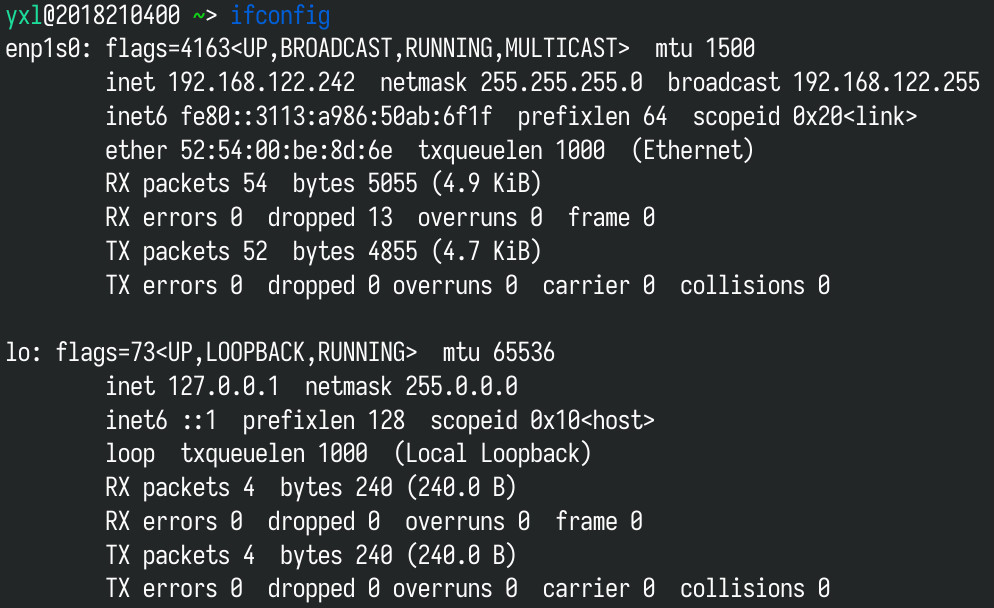 yxl@2018210400 ~> ifconfig
enp1s0: flags=4163<UP,BROADCAST,RUNNING,MULTICAST>  mtu 1500
        inet 192.168.122.242  netmask 255.255.255.0  broadcast 192.168.122.255
        inet6 fe80::3113:a986:50ab:6f1f  prefixlen 64  scopeid 0x20<link>
        ether 52:54:00:be:8d:6e  txqueuelen 1000  (Ethernet)
        RX packets 54  bytes 5055 (4.9 KiB)
        RX errors 0  dropped 13  overruns 0  frame 0
        TX packets 52  bytes 4855 (4.7 KiB)
        TX errors 0  dropped 0 overruns 0  carrier 0  collisions 0

lo: flags=73<UP,LOOPBACK,RUNNING>  mtu 65536
        inet 127.0.0.1  netmask 255.0.0.0
        inet6 ::1  prefixlen 128  scopeid 0x10<host>
        loop  txqueuelen 1000  (Local Loopback)
        RX packets 4  bytes 240 (240.0 B)
        RX errors 0  dropped 0  overruns 0  frame 0
        TX packets 4  bytes 240 (240.0 B)
        TX errors 0  dropped 0 overruns 0  carrier 0  collisions 0